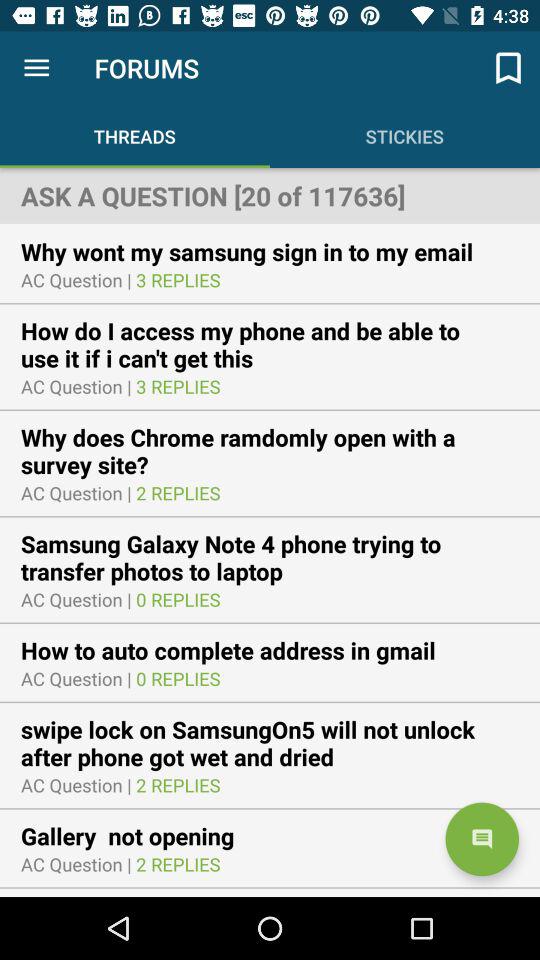 esc 4:38
FORUMS
THREADS STICKIES
ASK A QUESTION [20 of 117636]
Why wont my samsung sign in to my email
AC Question | 3 REPLIES
How do I access my phone and be able to
use it if i can't get this
AC Question | 3 REPLIES
Why does Chrome ramdomly open with a
survey site?
AC Question | 2 REPLIES
Samsung Galaxy Note 4 phone trying to
transfer photos to laptop
AC Question | 0 REPLIES
How to auto complete address in gmail
AC Question | 0 REPLIES
swipe lock on SamsungOn5 will not unlock
after phone got wet and dried
AC Question | 2 REPLIES
Gallery  not opening
AC Question | 2 REPLIES